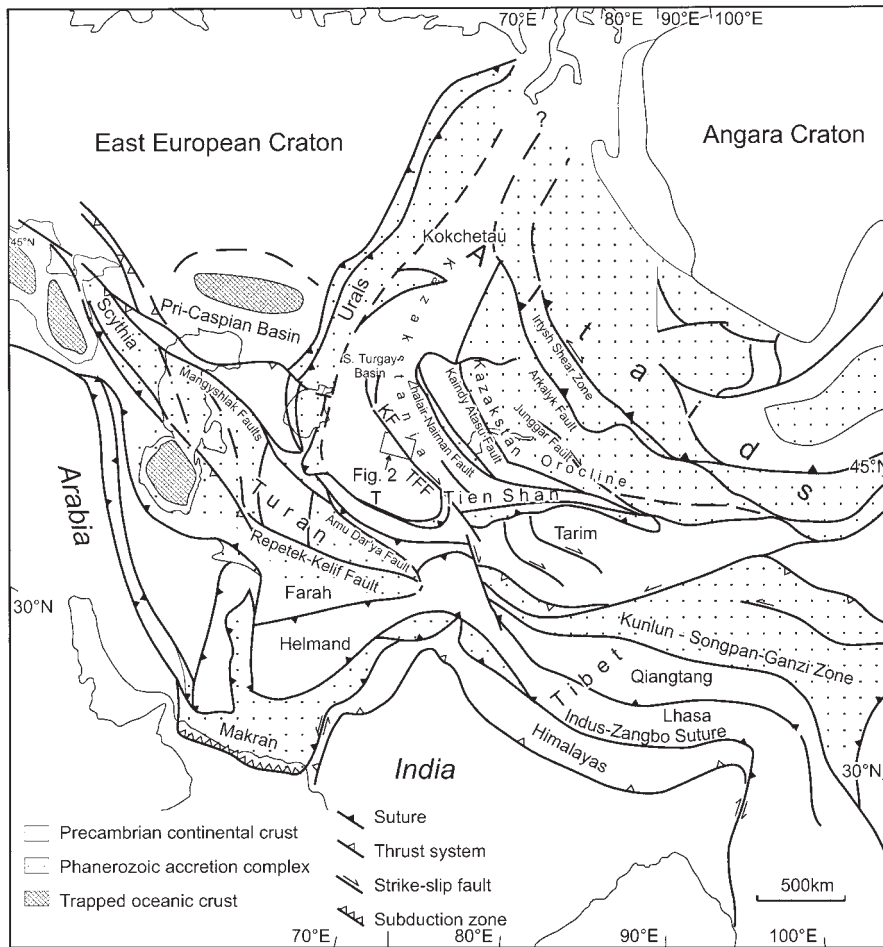 70°E 80°E 90°E 100°E
East European Craton
Angara Craton
?
Kokchetau
45°N
Pri-Caspian Basin
Scythia
Urals
Kazakstania
A
t
a
d
s
S. Turgay
Basin
Mangyshlak Faults
Irtysh Shear Zone
Arkalyk Fault
Kazakstan Orocline
Kaindy Atasu Fault
Junggar Fault
Zhalair-Naiman Fault
KF
Fig. 2
TFF
T
45°N
Arabia
Turan
Tien Shan
Tarim
Amu Dar'ya Fault
Repetek-Kelif Fault
30°N
Farah
Helmand
Kunlun - Songpan-Ganzi Zone
Tibet
Qiangtang
Lhasa
Indus-Zangbo Suture
Himalayas
Makran
India
30°N
Precambrian continental crust
Phanerozoic accretion complex
Trapped oceanic crust
Suture
Thrust system
Strike-slip fault
Subduction zone
500km
70°E 80°E 90°E 100°E